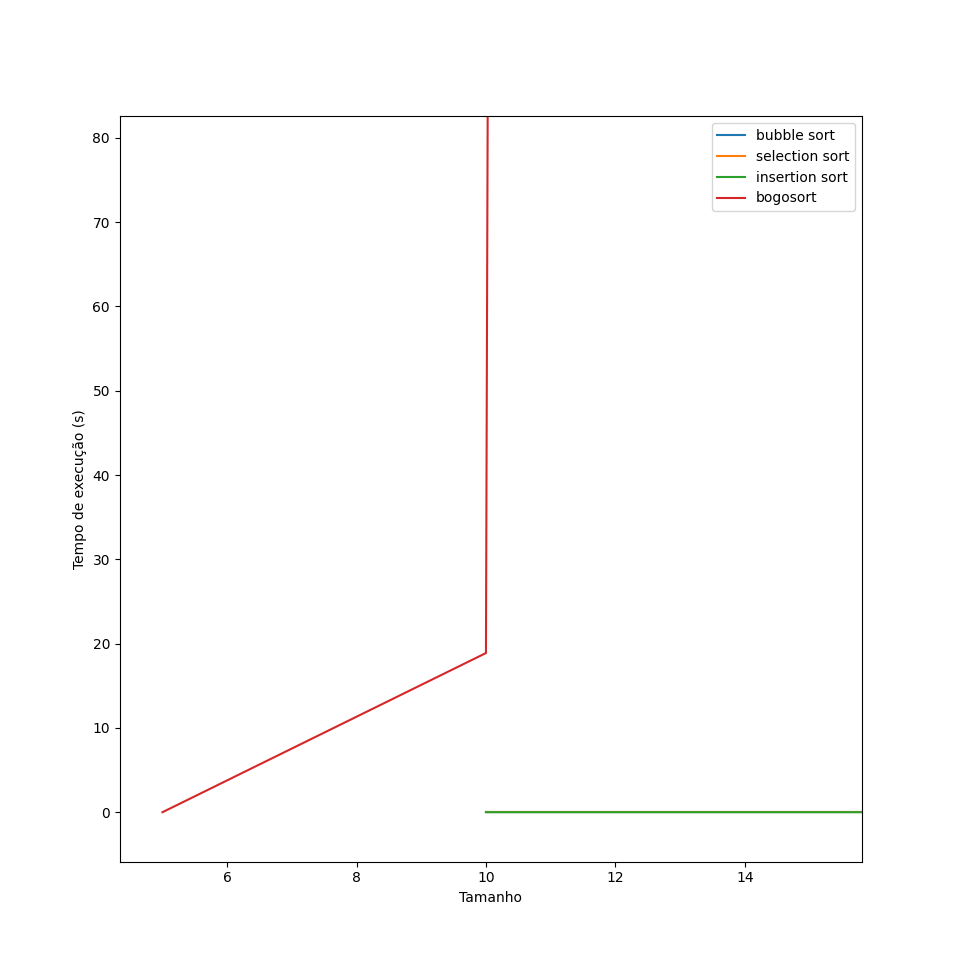 80
70
60
50
40
30
20
10
0
Tempo de execução (s)
bubble sort
selection sort
insertion sort
bogosort
6 8 10 12 14
Tamanho